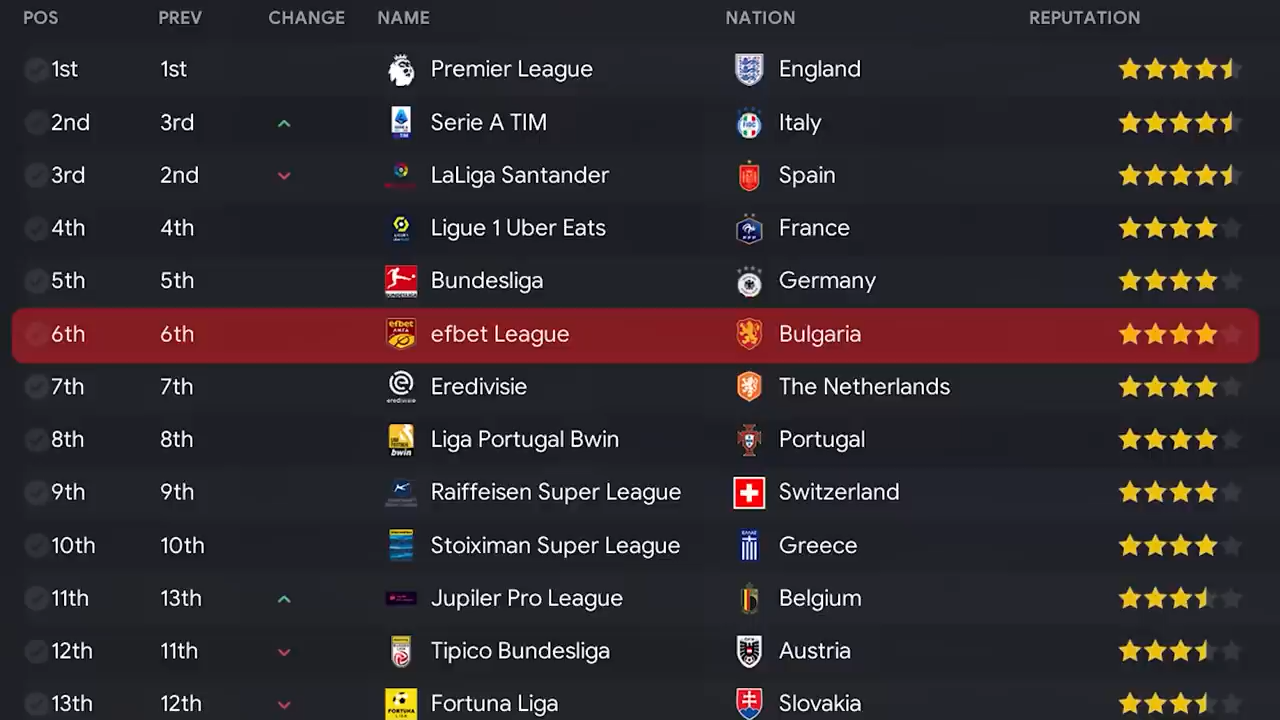 POS PREV CHANGE NAME NATION REPUTATION
1st 1st Premier League England
2nd 3rd Serie A TIM Italy
3rd 2nd LaLiga Santander Spain
4th 4th Ligue 1 Uber Eats France
5th 5th Bundesliga Germany
6th 6th efbet League Bulgaria
7th 7th Eredivisie The Netherlands
8th 8th Liga Portugal Bwin Portugal
9th 9th Raiffeisen Super League Switzerland
10th 10th Stoiximan Super League Greece
11th 13th Jupiler Pro League Belgium
12th 11th Tipico Bundesliga Austria
13th 12th Fortuna Liga Slovakia